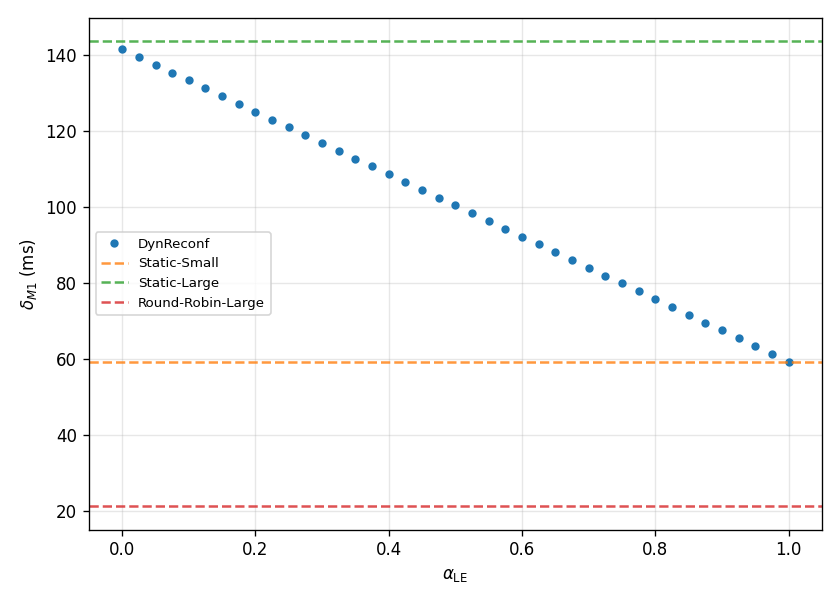 140
120
100
80
60
40
20
δM1 (ms)
DynReconf
Static-Small
Static-Large
Round-Robin-Large
0.0 0.2 0.4 0.6 0.8 1.0
αLE